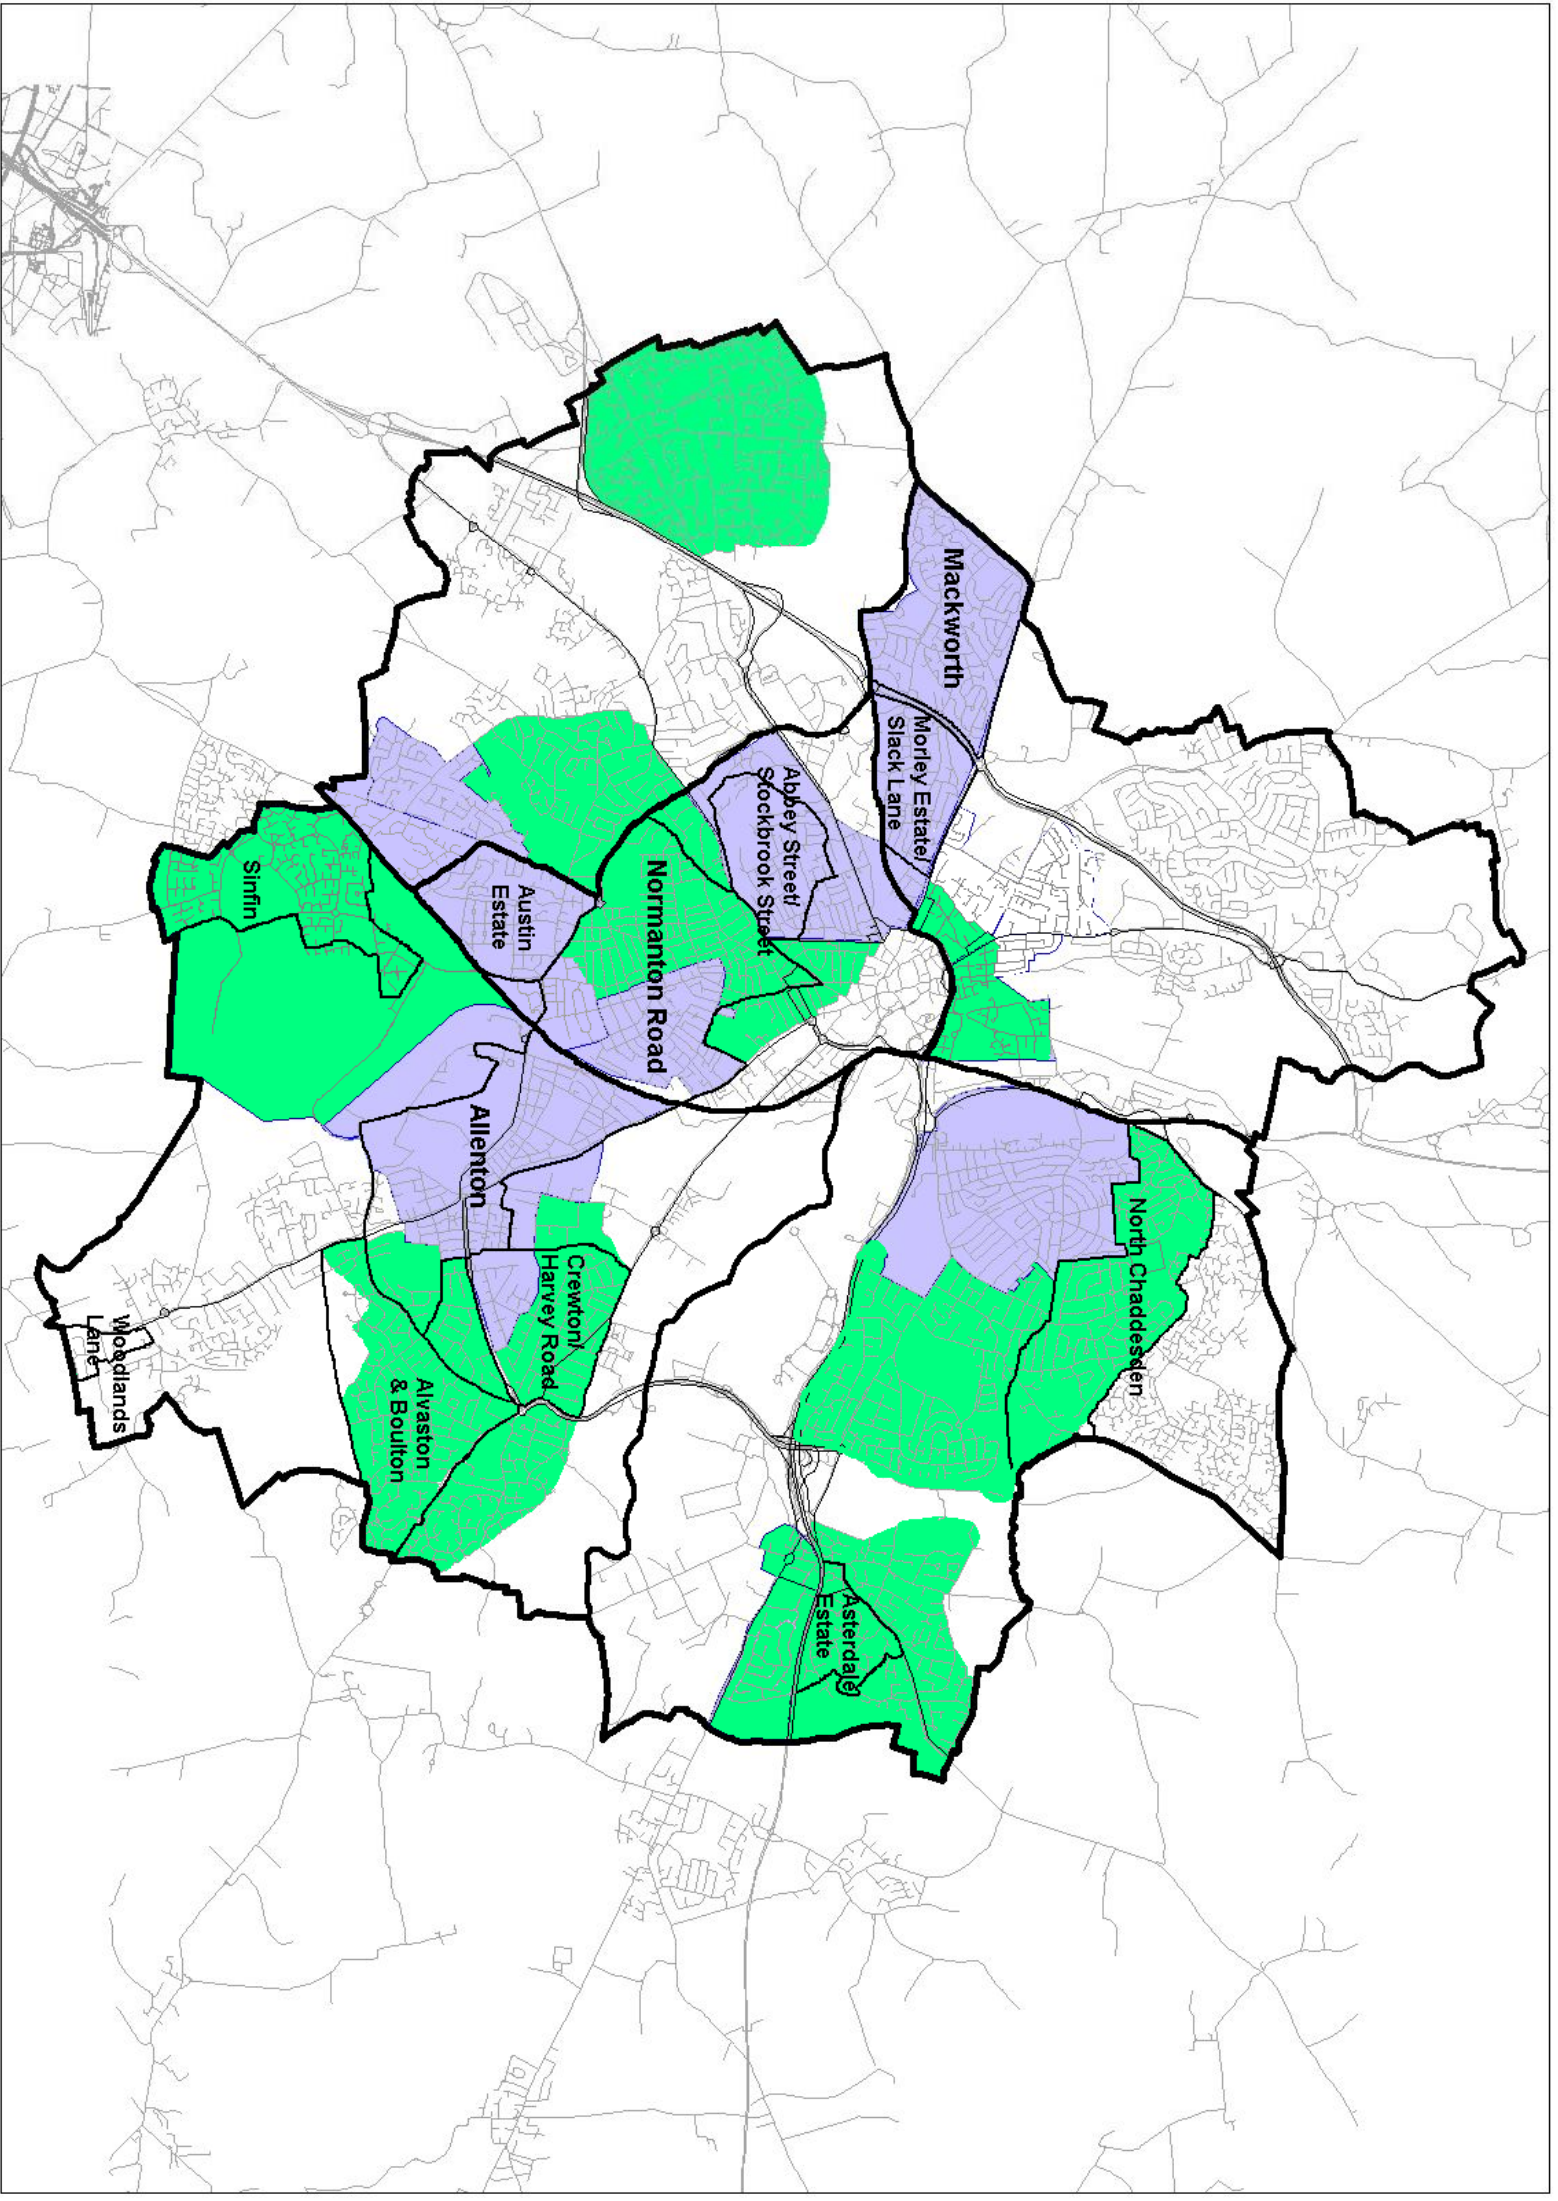 Mackworth
Morley Estate/
Slack Lane
Abbey Street/
Stockbrook Street
Normanton Road
Austin
Estate
Sinfin
Allenton
North Chaddesden
Crewton/
Harvey Road
Alvaston
& Boulton
Woodlands
Lane
Asterdale
Estate